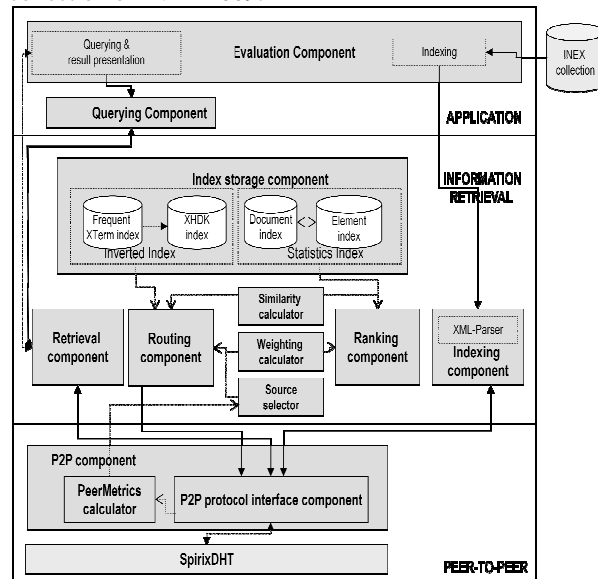 Querying &
result presentation
Evaluation Component
Indexing
INEX
collection
Querying Component
APPLICATION
INFORMATION
RETRIEVAL
Index storage component
Frequent
XTerm index
XHDK
index
Document
index
<>
Element
index
Inverted Index
Statistics Index
Similarity
calculator
Retrieval
component
Routing
component
Weighting
calculator
Ranking
component
XML-Parser
Indexing
component
Source
selector
P2P component
PeerMetrics
calculator
P2P protocol interface component
SpirixDHT
PEER-TO-PEER